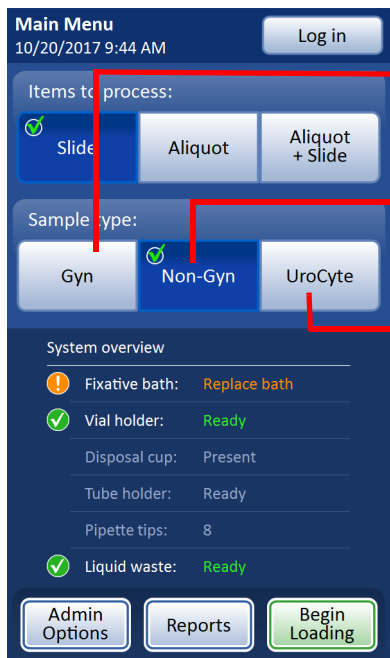 Main Menu
10/20/2017 9:44 AM
Log in
Items to process:
Slide
Aliquot
Aliquot
+ Slide
Sample type:
Gyn
Non-Gyn
UroCyte
System overview
Fixative bath: Replace bath
Vial holder: Ready
Disposal cup: Present
Tube holder: Ready
Pipette tips: 8
Liquid waste: Ready
Admin
Options
Reports
Begin
Loading